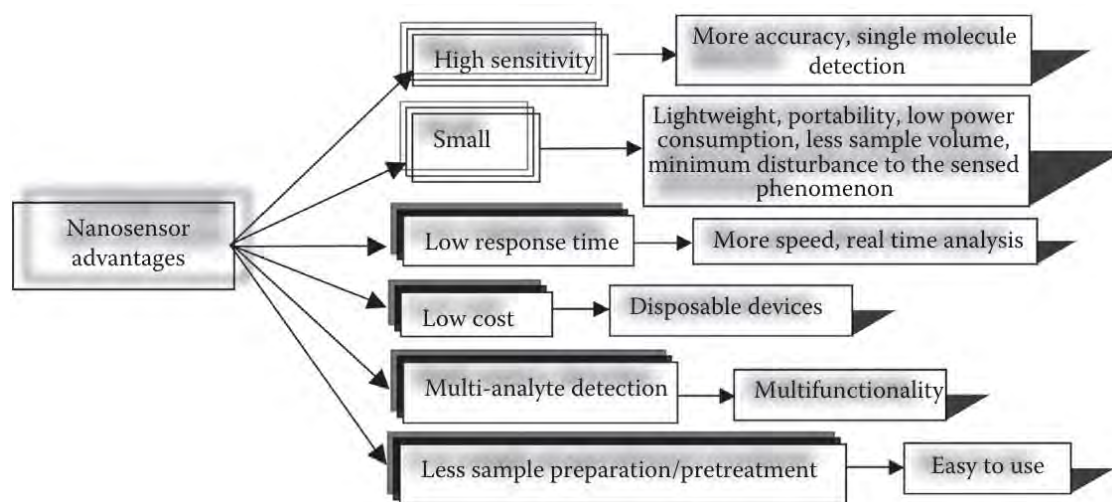 Nanosensor
advantages
High sensitivity
More accuracy, single molecule
detection
Small
Lightweight, portability, low power
consumption, less sample volume,
minimum disturbance to the sensed
phenomenon
Low response time
More speed, real time analysis
Low cost
Disposable devices
Multi-analyte detection
Multifunctionality
Less sample preparation/pretreatment
Easy to use